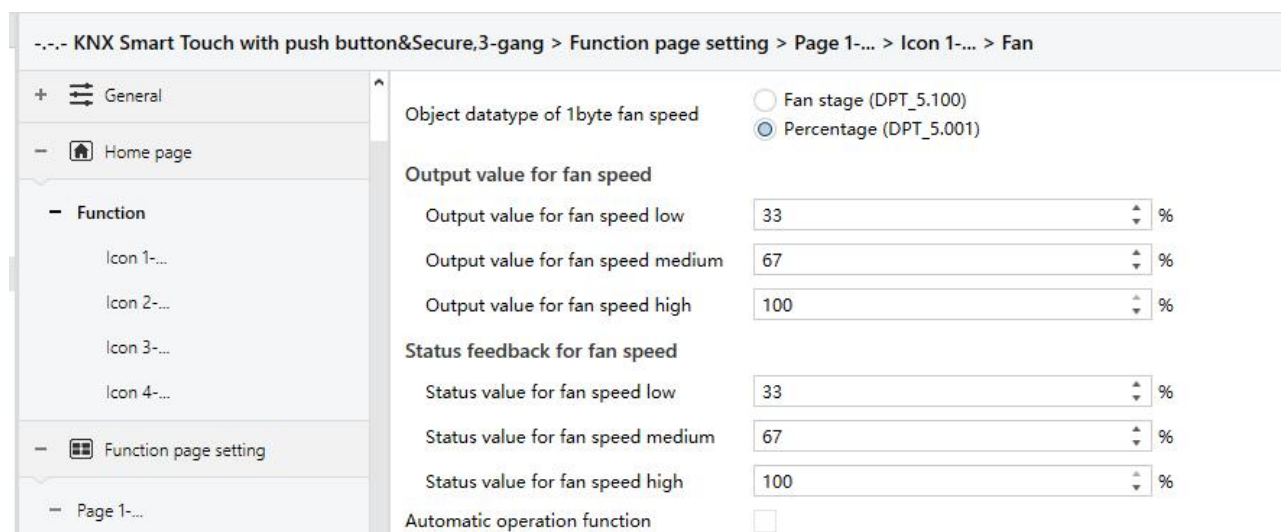 -.-.- KNX Smart Touch with push button&Secure,3-gang > Function page setting > Page 1-... > Icon 1-... > Fan
+ General
− Home page
− Function
Icon 1-...
Icon 2-...
Icon 3-...
Icon 4-...
− Function page setting
− Page 1-...
Object datatype of 1byte fan speed
Fan stage (DPT_5.100)
Percentage (DPT_5.001)
Output value for fan speed
Output value for fan speed low 33 %
Output value for fan speed medium 67 %
Output value for fan speed high 100 %
Status feedback for fan speed
Status value for fan speed low 33 %
Status value for fan speed medium 67 %
Status value for fan speed high 100 %
Automatic operation function